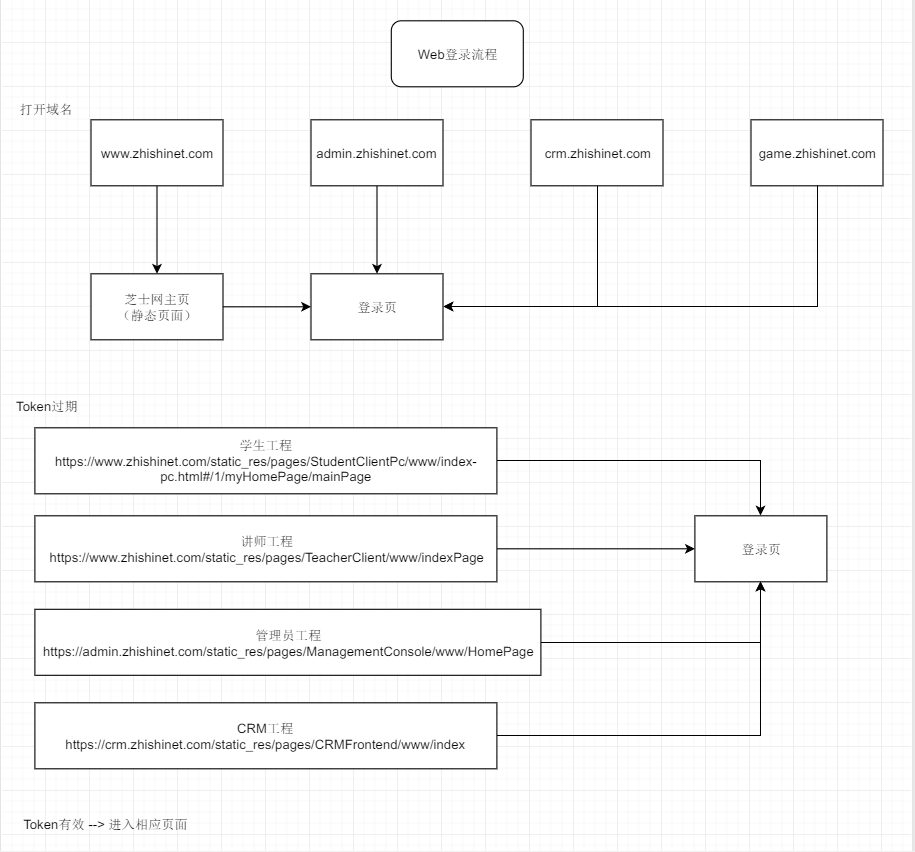 Web登录流程
打开域名
www.zhishinet.com
admin.zhishinet.com
crm.zhishinet.com
game.zhishinet.com
芝士网主页
（静态页面）
登录页
Token过期
学生工程
https://www.zhishinet.com/static_res/pages/StudentClientPc/www/index-
pc.html#/1/myHomePage/mainPage
讲师工程
https://www.zhishinet.com/static_res/pages/TeacherClient/www/indexPage
登录页
管理员工程
https://admin.zhishinet.com/static_res/pages/ManagementConsole/www/HomePage
CRM工程
https://crm.zhishinet.com/static_res/pages/CRMFrontend/www/index
Token有效 --> 进入相应页面